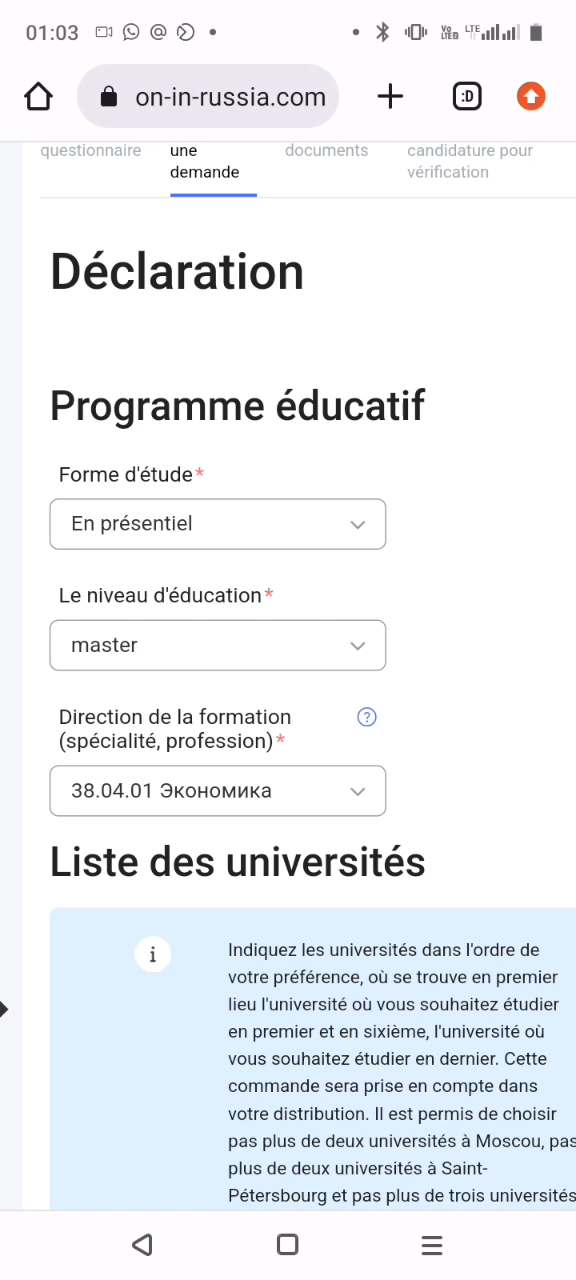 01:03
Vo LTE2 LTE
on-in-russia.com
:D
questionnaire
une
demande
documents
candidature pour
vérification
Déclaration
Programme éducatif
Forme d'étude*
En présentiel
Le niveau d'éducation*
master
Direction de la formation
(spécialité, profession)*
?
38.04.01 Экономика
Liste des universités
i
Indiquez les universités dans l'ordre de
votre préférence, où se trouve en premier
lieu l'université où vous souhaitez étudier
en premier et en sixième, l'université où
vous souhaitez étudier en dernier. Cette
commande sera prise en compte dans
votre distribution. Il est permis de choisir
pas plus de deux universités à Moscou, pas
plus de deux universités à Saint-
Pétersbourg et pas plus de trois universités